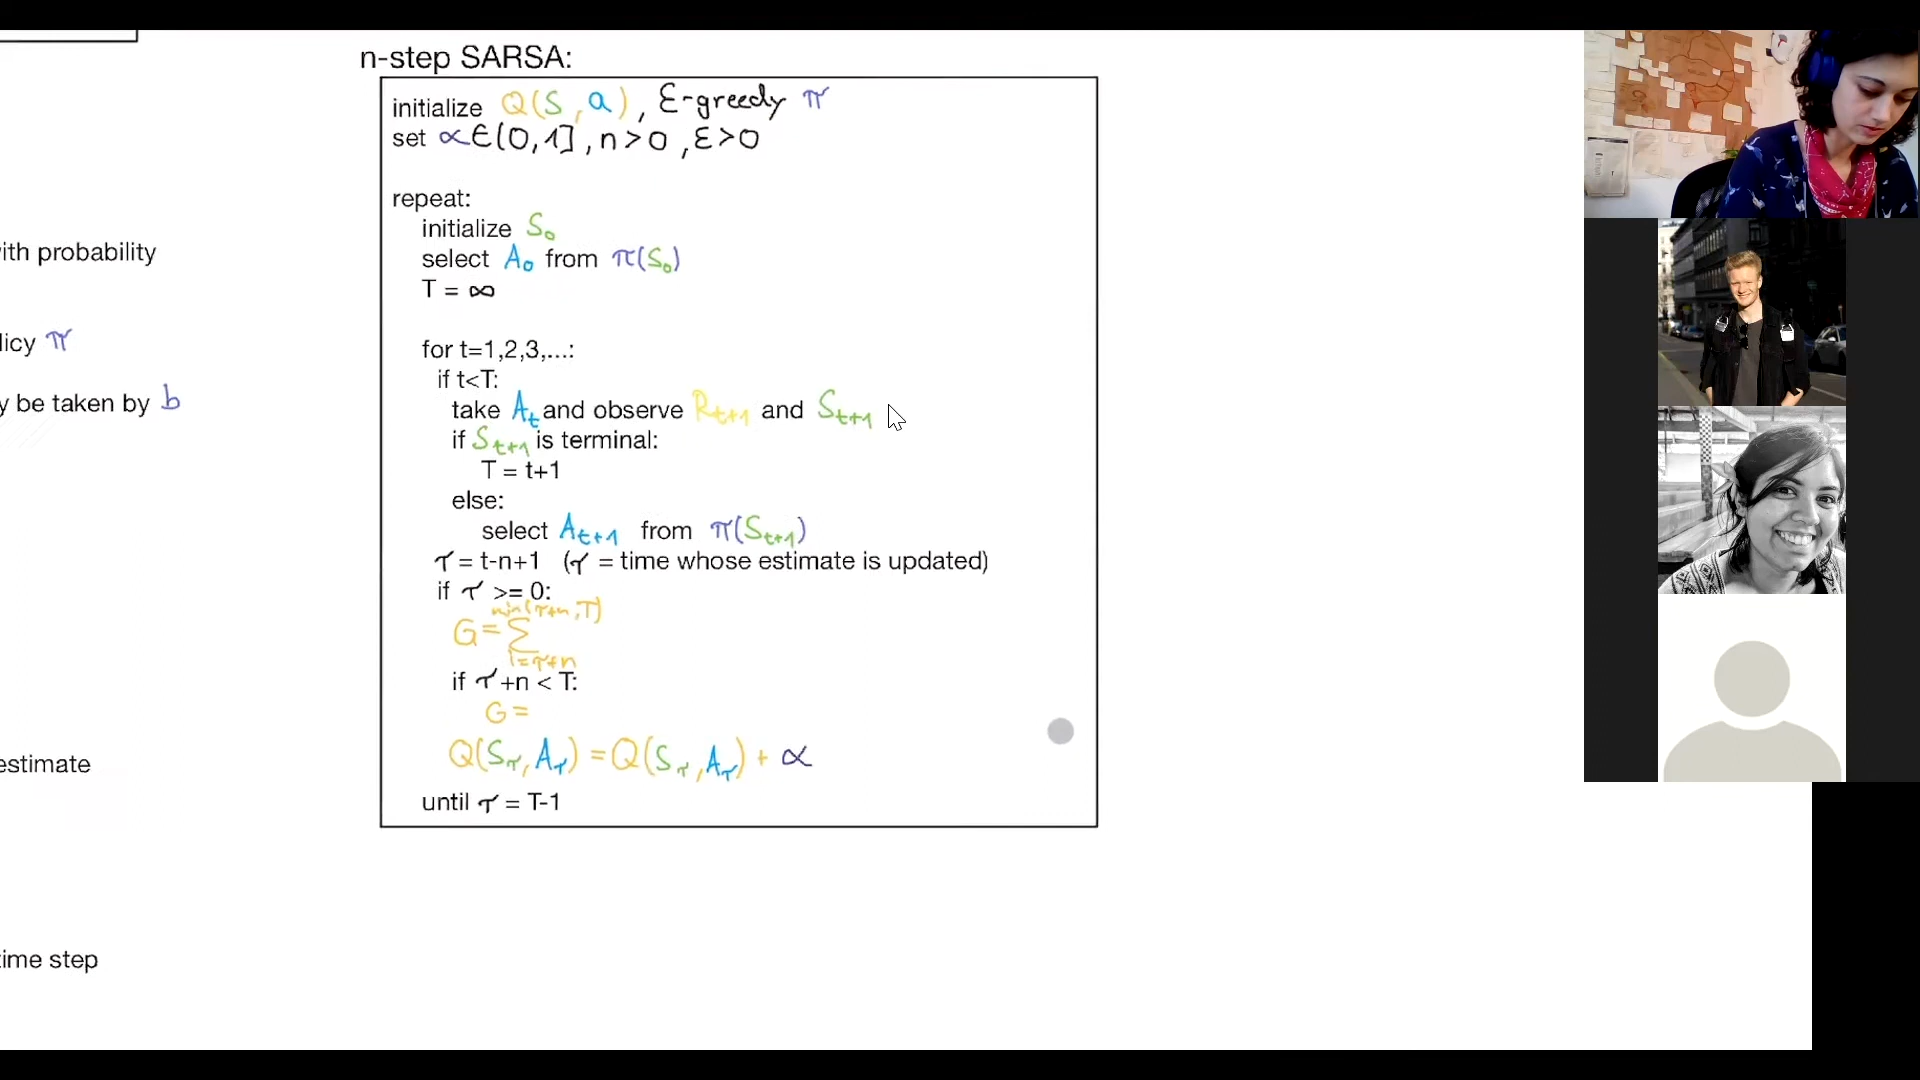 n-step SARSA:
initialize Q(S,a), ε-greedy π
set α∈(0,1], n>0, ε>0
repeat:
initialize S₀
select A₀ from π(S₀)
T = ∞
for t=1,2,3,...:
if t<T:
take Aₜ and observe Rₜ₊₁ and Sₜ₊₁
if Sₜ₊₁ is terminal:
T = t+1
else:
select Aₜ₊₁ from π(Sₜ₊₁)
τ = t-n+1 (τ = time whose estimate is updated)
if τ >= 0:
min(τ+n,T)
G = Σ
i=τ+n
if τ+n < T:
G =
Q(Sτ,Aτ) = Q(Sτ,Aτ) + α
until τ = T-1
ith probability
licy π
y be taken by b
estimate
ime step